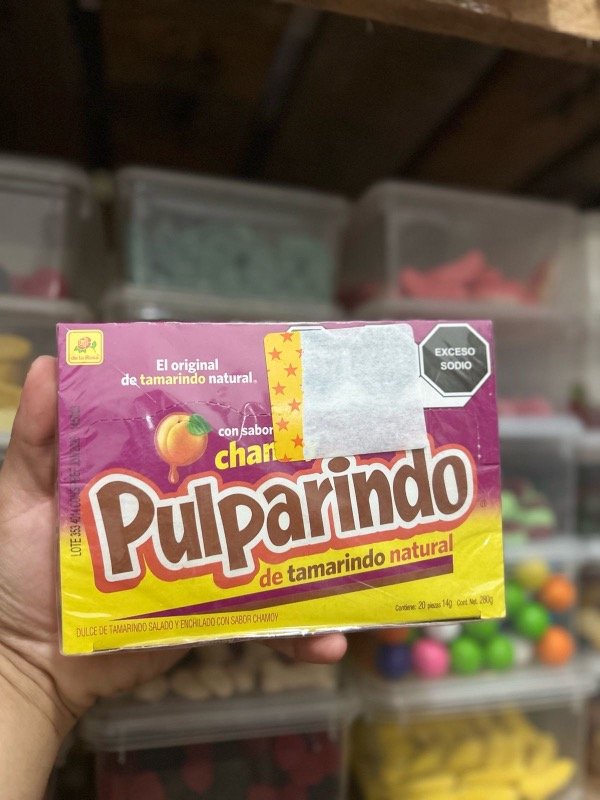 de la Rosa
El original
de tamarindo natural.
EXCESO
SODIO
con sabor
cham
Pulparindo
de tamarindo natural
Contiene: 20 piezas 14g Cont. Net. 280g
DULCE DE TAMARINDO SALADO Y ENCHILADO CON SABOR CHAMOY